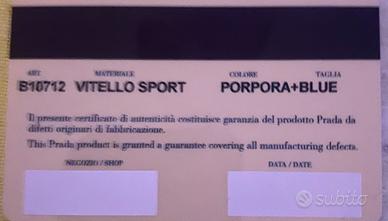 ART MATERIALE COLORE TAGLIA
B10712 VITELLO SPORT PORPORA+BLUE
Il presente certificato di autenticità costituisce garanzia del prodotto Prada da
difetti originari di fabbricazione.
This Prada product is granted a guarantee covering all manufacturing defects.
NEGOZIO / SHOP DATA / DATE
subito